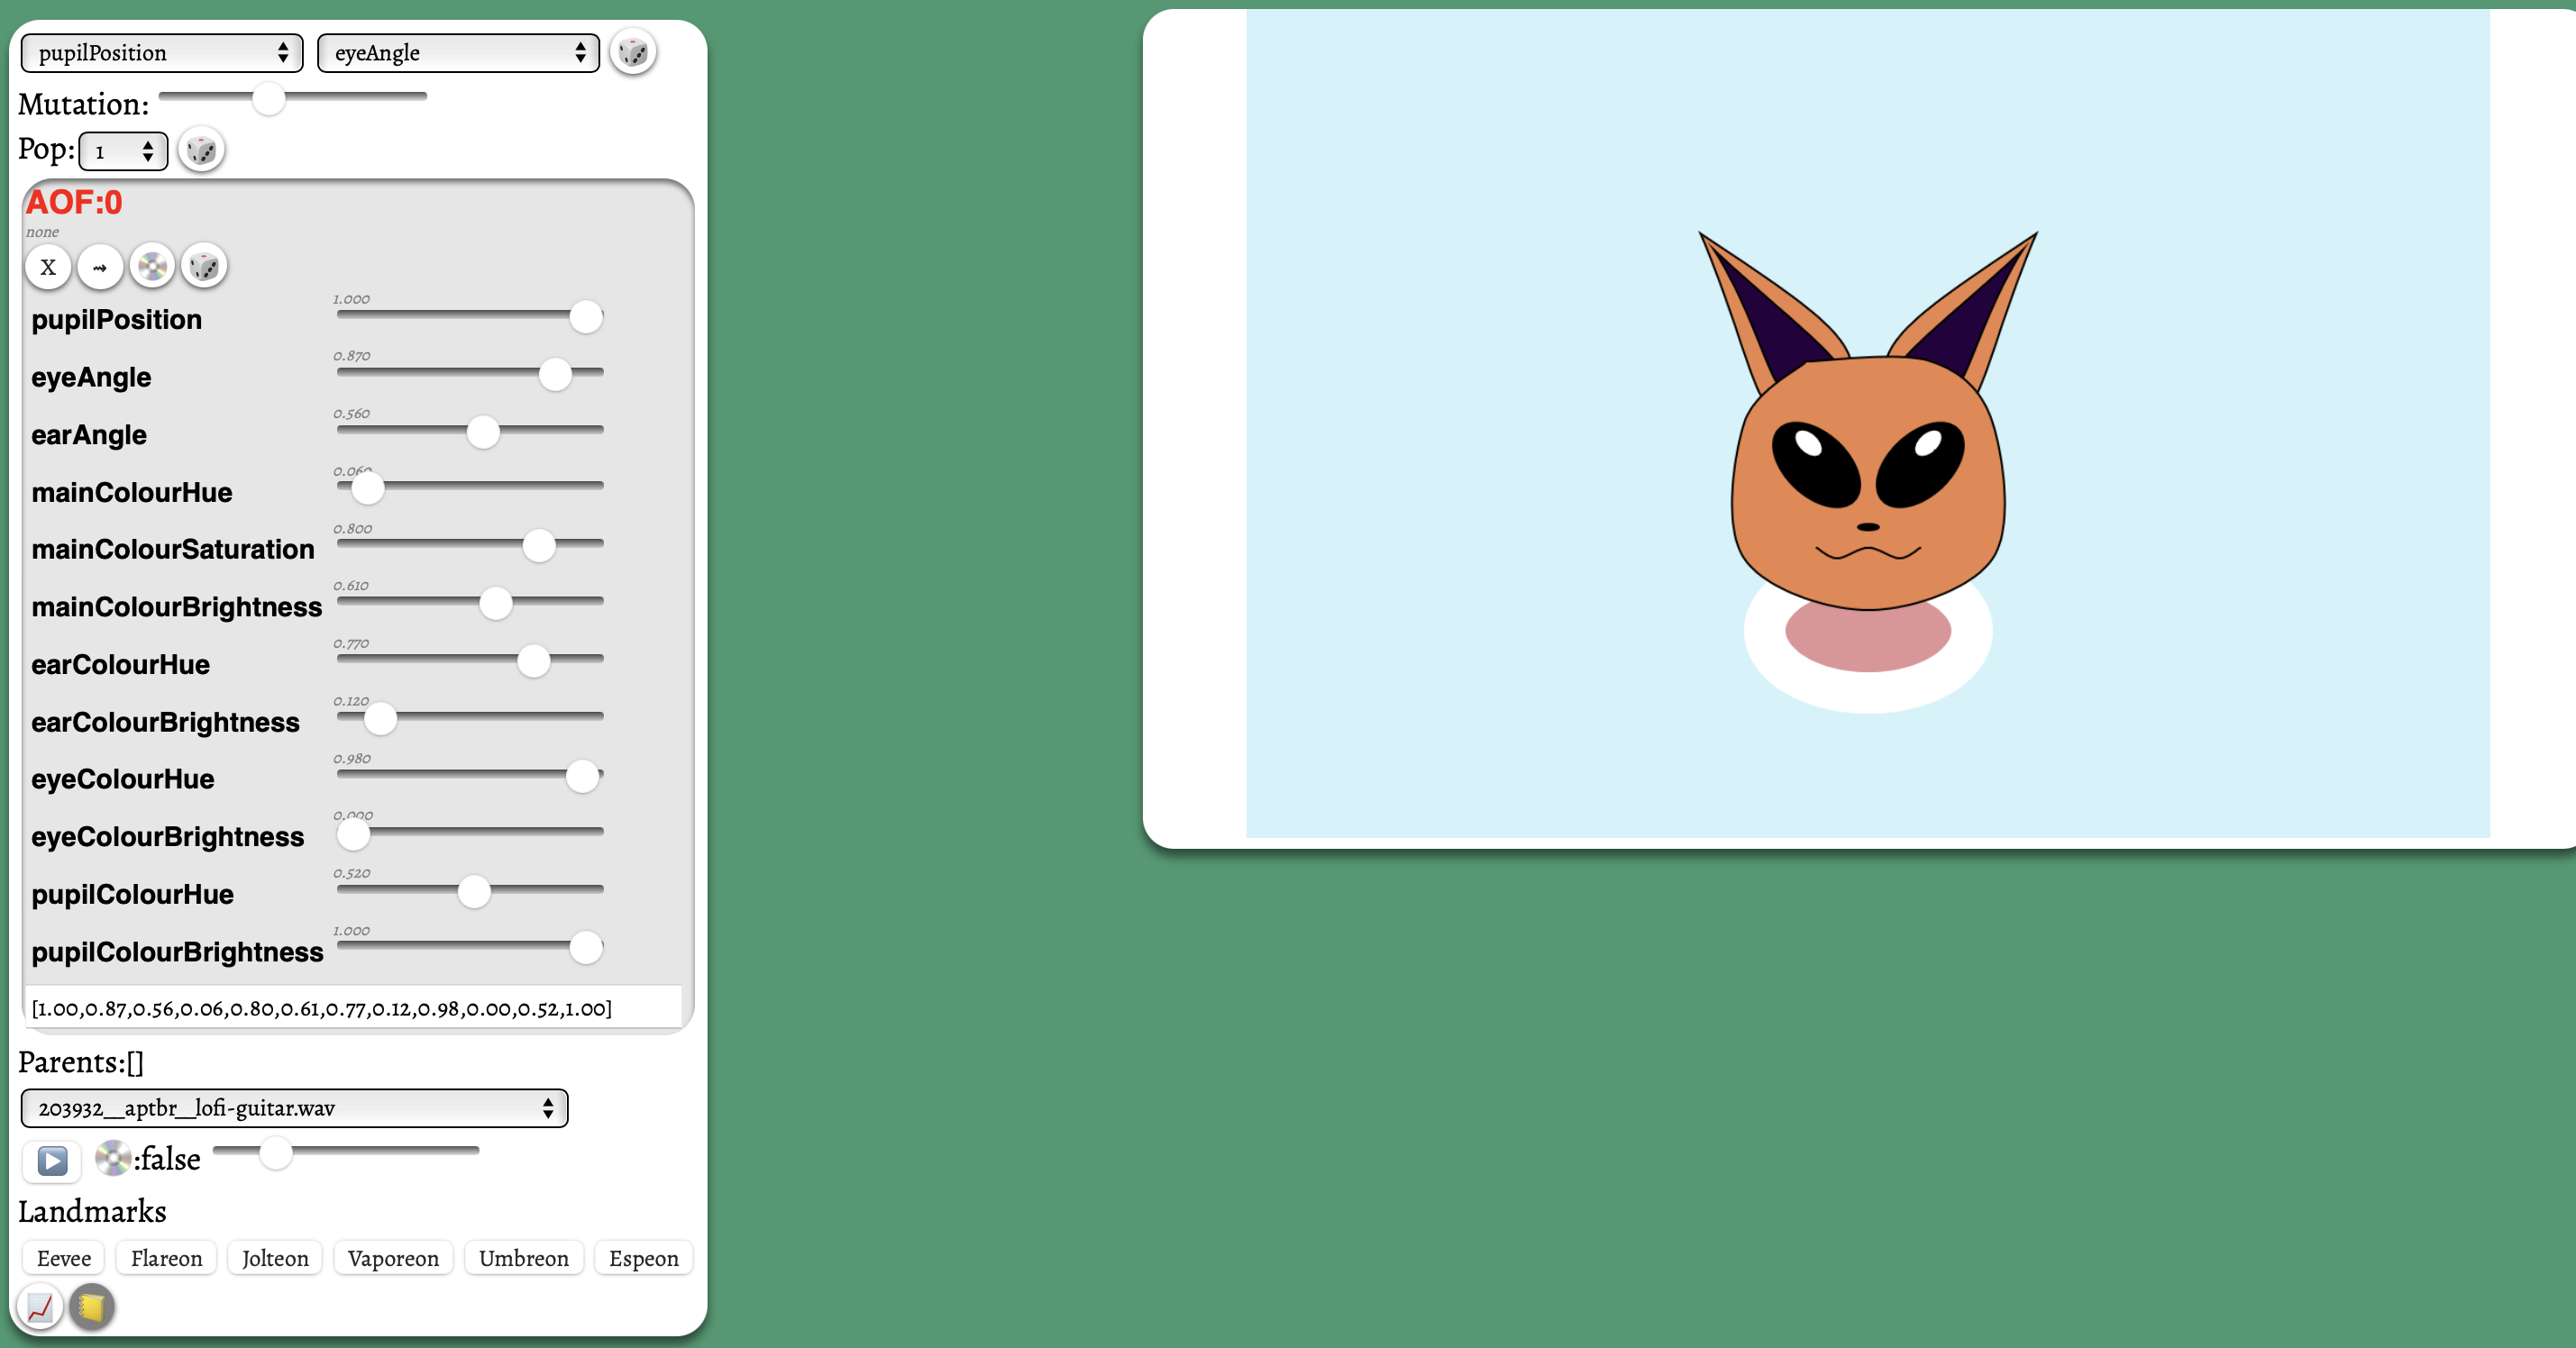 pupilPosition eyeAngle
Mutation:
Pop: 1
AOF:0
none
X ⇝
1.000
pupilPosition
0.870
eyeAngle
0.560
earAngle
0.060
mainColourHue
0.800
mainColourSaturation
0.610
mainColourBrightness
0.770
earColourHue
0.120
earColourBrightness
0.980
eyeColourHue
0.000
eyeColourBrightness
0.520
pupilColourHue
1.000
pupilColourBrightness
[1.00,0.87,0.56,0.06,0.80,0.61,0.77,0.12,0.98,0.00,0.52,1.00]
Parents:[]
203932__aptbr__lofi-guitar.wav
:false
Landmarks
Eevee Flareon Jolteon Vaporeon Umbreon Espeon